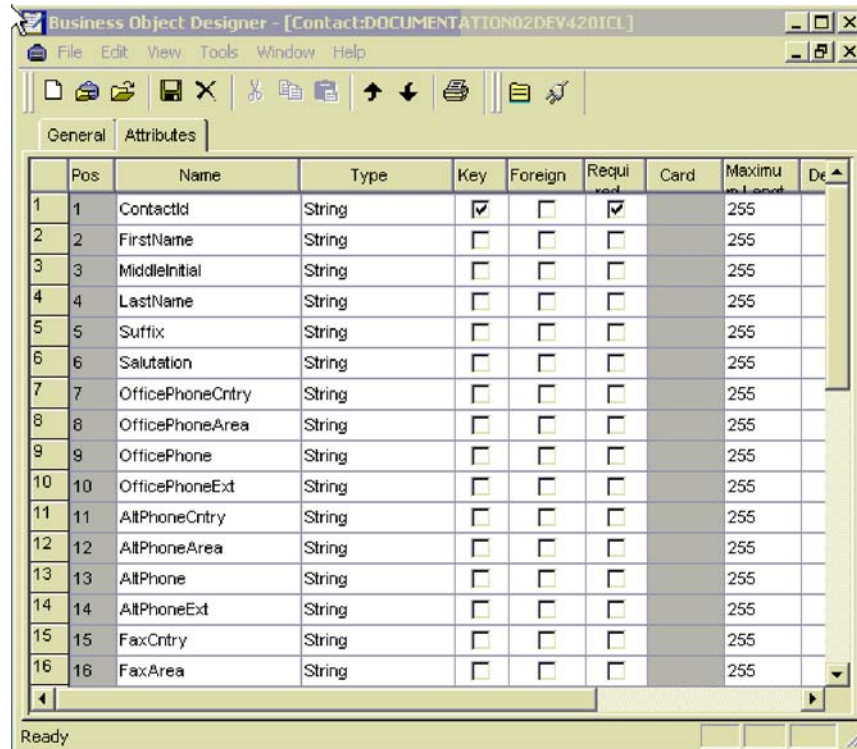 Business Object Designer - [Contact:DOCUMENTATION02DEV420ICL]
File Edit View Tools Window Help
General Attributes
Pos Name Type Key Foreign Requi red Card Maximu m Lengt De
1 1 ContactId String 255
2 2 FirstName String 255
3 3 MiddleInitial String 255
4 4 LastName String 255
5 5 Suffix String 255
6 6 Salutation String 255
7 7 OfficePhoneCntry String 255
8 8 OfficePhoneArea String 255
9 9 OfficePhone String 255
10 10 OfficePhoneExt String 255
11 11 AltPhoneCntry String 255
12 12 AltPhoneArea String 255
13 13 AltPhone String 255
14 14 AltPhoneExt String 255
15 15 FaxCntry String 255
16 16 FaxArea String 255
Ready